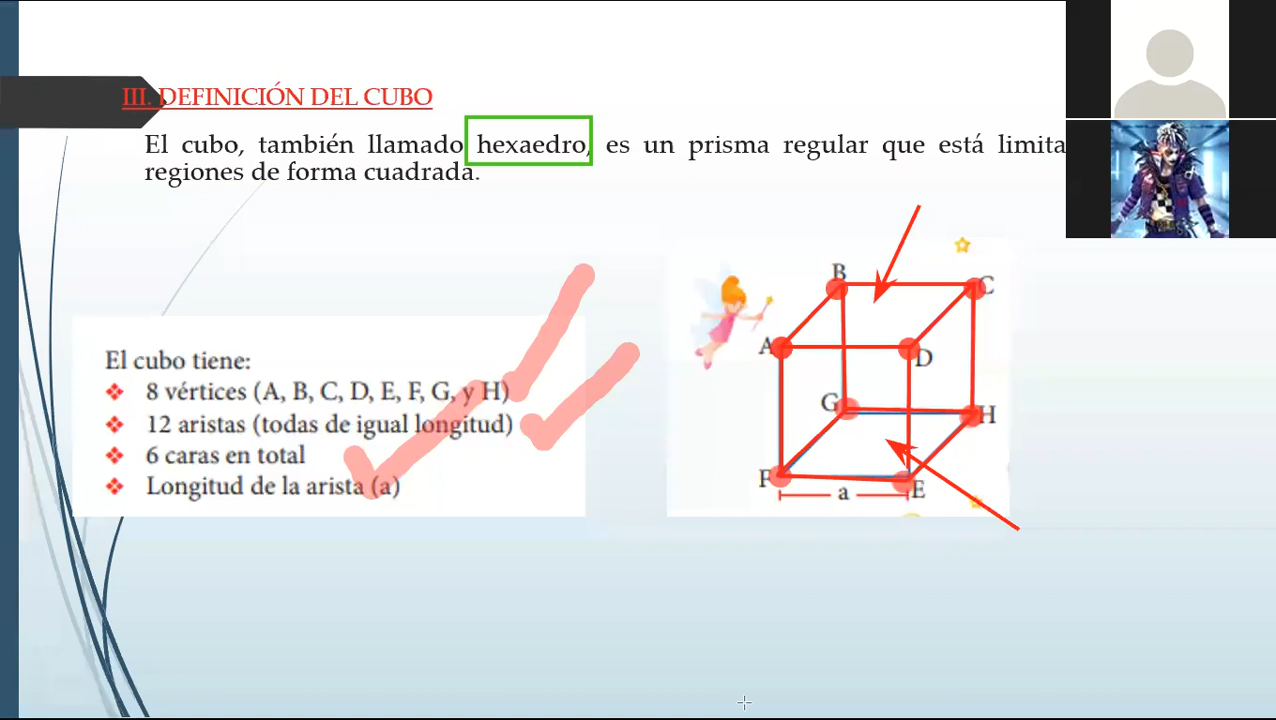 III. DEFINICIÓN DEL CUBO
El cubo, también llamado hexaedro, es un prisma regular que está limita
regiones de forma cuadrada.
El cubo tiene:
❖ 8 vértices (A, B, C, D, E, F, G, y H)
❖ 12 aristas (todas de igual longitud)
❖ 6 caras en total
❖ Longitud de la arista (a)
B
C
A
D
G
H
F
E
a